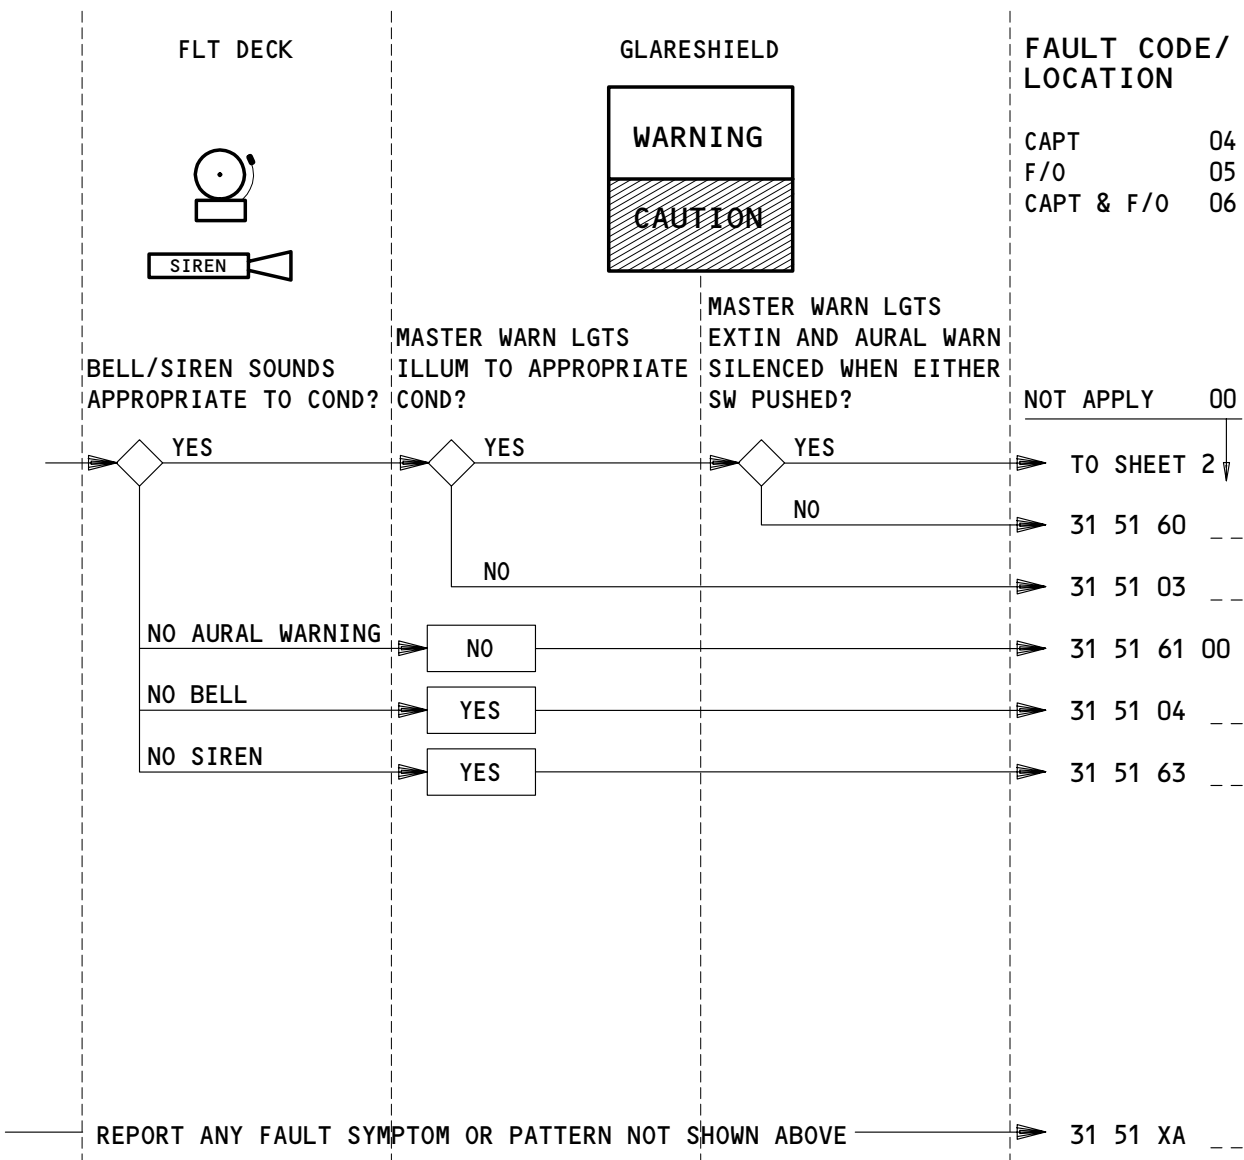 FLT DECK
GLARESHIELD
FAULT CODE/
LOCATION
WARNING
CAUTION
SIREN
CAPT 04
F/O 05
CAPT & F/O 06
BELL/SIREN SOUNDS
APPROPRIATE TO COND?
MASTER WARN LGTS
ILLUM TO APPROPRIATE
COND?
MASTER WARN LGTS
EXTIN AND AURAL WARN
SILENCED WHEN EITHER
SW PUSHED?
NOT APPLY 00
YES
YES
YES
TO SHEET 2
NO
31 51 60 _ _
NO
31 51 03 _ _
NO AURAL WARNING
NO
31 51 61 00
NO BELL
YES
31 51 04 _ _
NO SIREN
YES
31 51 63 _ _
REPORT ANY FAULT SYMPTOM OR PATTERN NOT SHOWN ABOVE
31 51 XA _ _